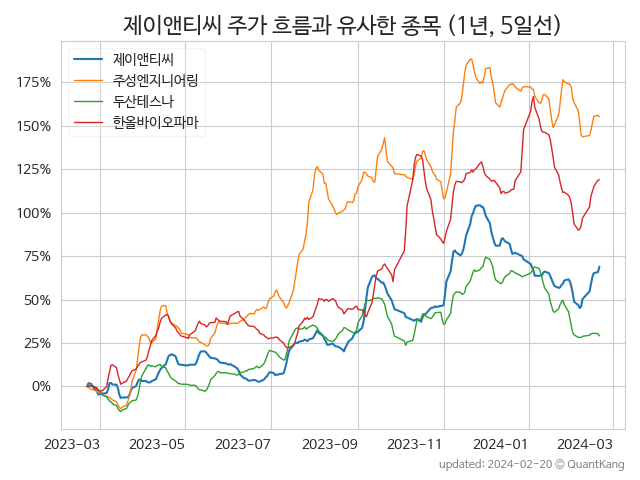 제이앤티씨 주가 흐름과 유사한 종목 (1년, 5일선)
제이앤티씨
주성엔지니어링
두산테스나
한올바이오파마
175%
150%
125%
100%
75%
50%
25%
0%
2023-03 2023-05 2023-07 2023-09 2023-11 2024-01 2024-03
updated: 2024-02-20 © QuantKang